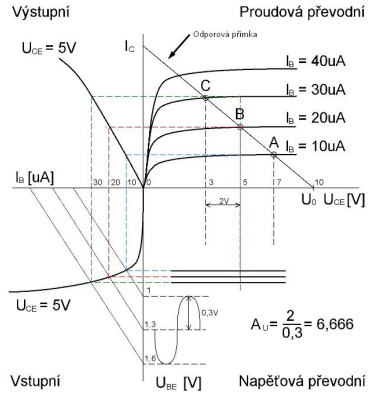 Výstupní
Proudová převodní
Odporová přímka
I_C
U_CE = 5V
I_B = 40uA
C
I_B = 30uA
B
I_B = 20uA
A
I_B = 10uA
I_B [uA]
30 20 10 0 0 3 5 7 10
U_0 U_CE [V]
2V
U_CE = 5V
1
0,3V
1,3
A_U = 2/0,3 = 6,666
1,6
Vstupní
U_BE [V]
Napěťová převodní